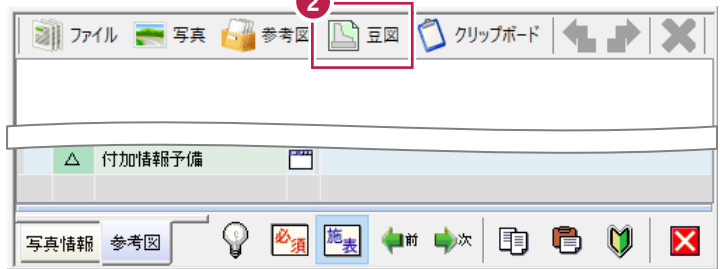 2
ファイル 写真 参考図 豆図 クリップボード
△ 付加情報予備
写真情報 参考図 必須 施表 前 次